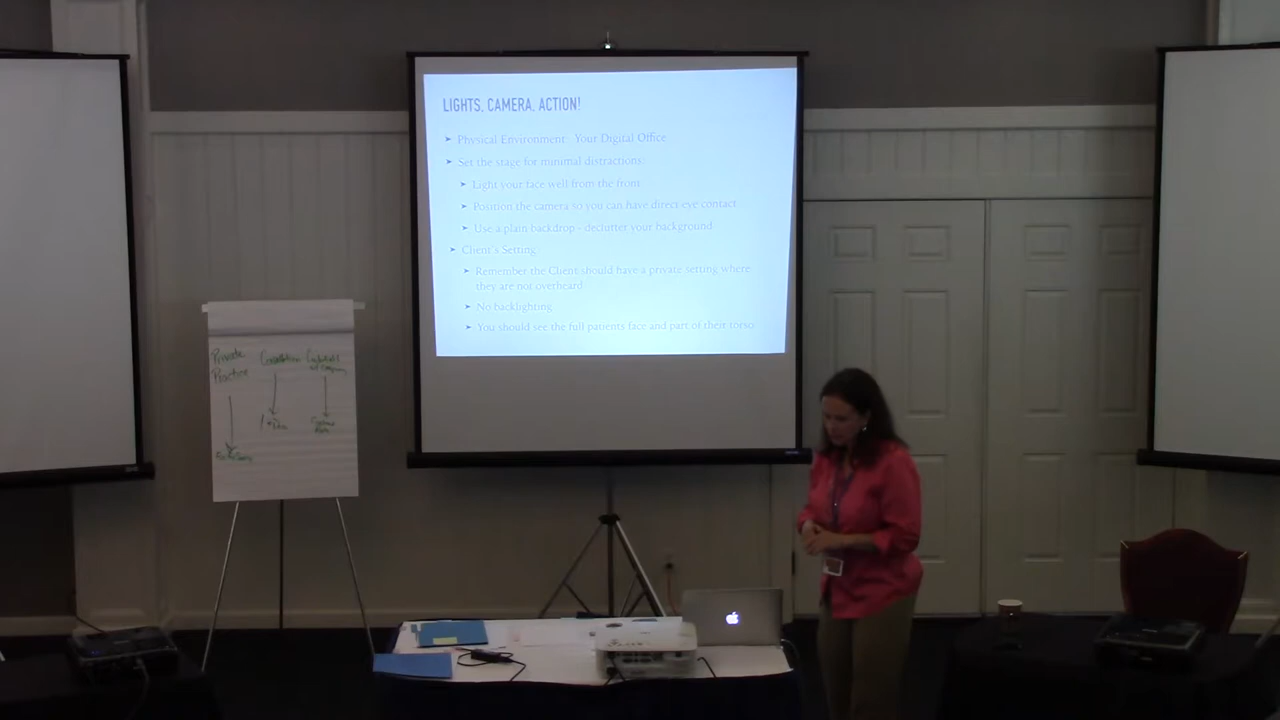 LIGHTS, CAMERA, ACTION!
➤ Physical Environment - Your Digital Office
➤ Set the stage for minimal distractions.
➤ Light your face well from the front
➤ Position the camera so you can have direct eye contact
➤ Use a plain backdrop - declutter your background.
➤ Client's Setting
➤ Remember the Client should have a private setting where
they are not overheard
➤ No backlighting
➤ You should see the full patients face and part of their torso
Private
Practice